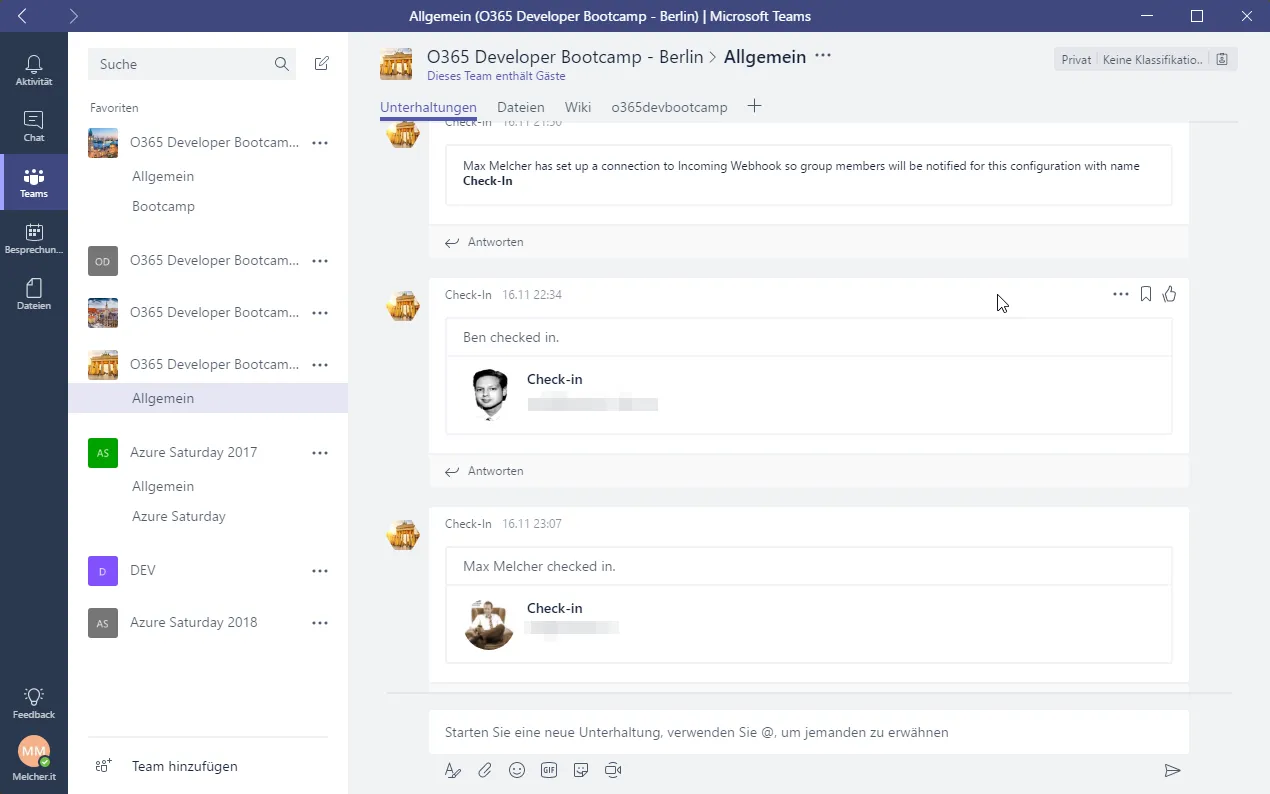 Allgemein (O365 Developer Bootcamp - Berlin) | Microsoft Teams
Aktivität
Chat
Teams
Besprechun...
Dateien
Feedback
MM
Melcher.it
Suche
Favoriten
O365 Developer Bootcam...
Allgemein
Bootcamp
OD
O365 Developer Bootcam...
O365 Developer Bootcam...
O365 Developer Bootcam...
Allgemein
AS
Azure Saturday 2017
Allgemein
Azure Saturday
D
DEV
AS
Azure Saturday 2018
Team hinzufügen
O365 Developer Bootcamp - Berlin > Allgemein ···
Dieses Team enthält Gäste
Privat Keine Klassifikatio..
Unterhaltungen Dateien Wiki o365devbootcamp
Check-In 16.11 21:50
Max Melcher has set up a connection to Incoming Webhook so group members will be notified for this configuration with name
Check-In
Antworten
Check-In 16.11 22:34
Ben checked in.
Check-in
Antworten
Check-In 16.11 23:07
Max Melcher checked in.
Check-in
Starten Sie eine neue Unterhaltung, verwenden Sie @, um jemanden zu erwähnen
GIF